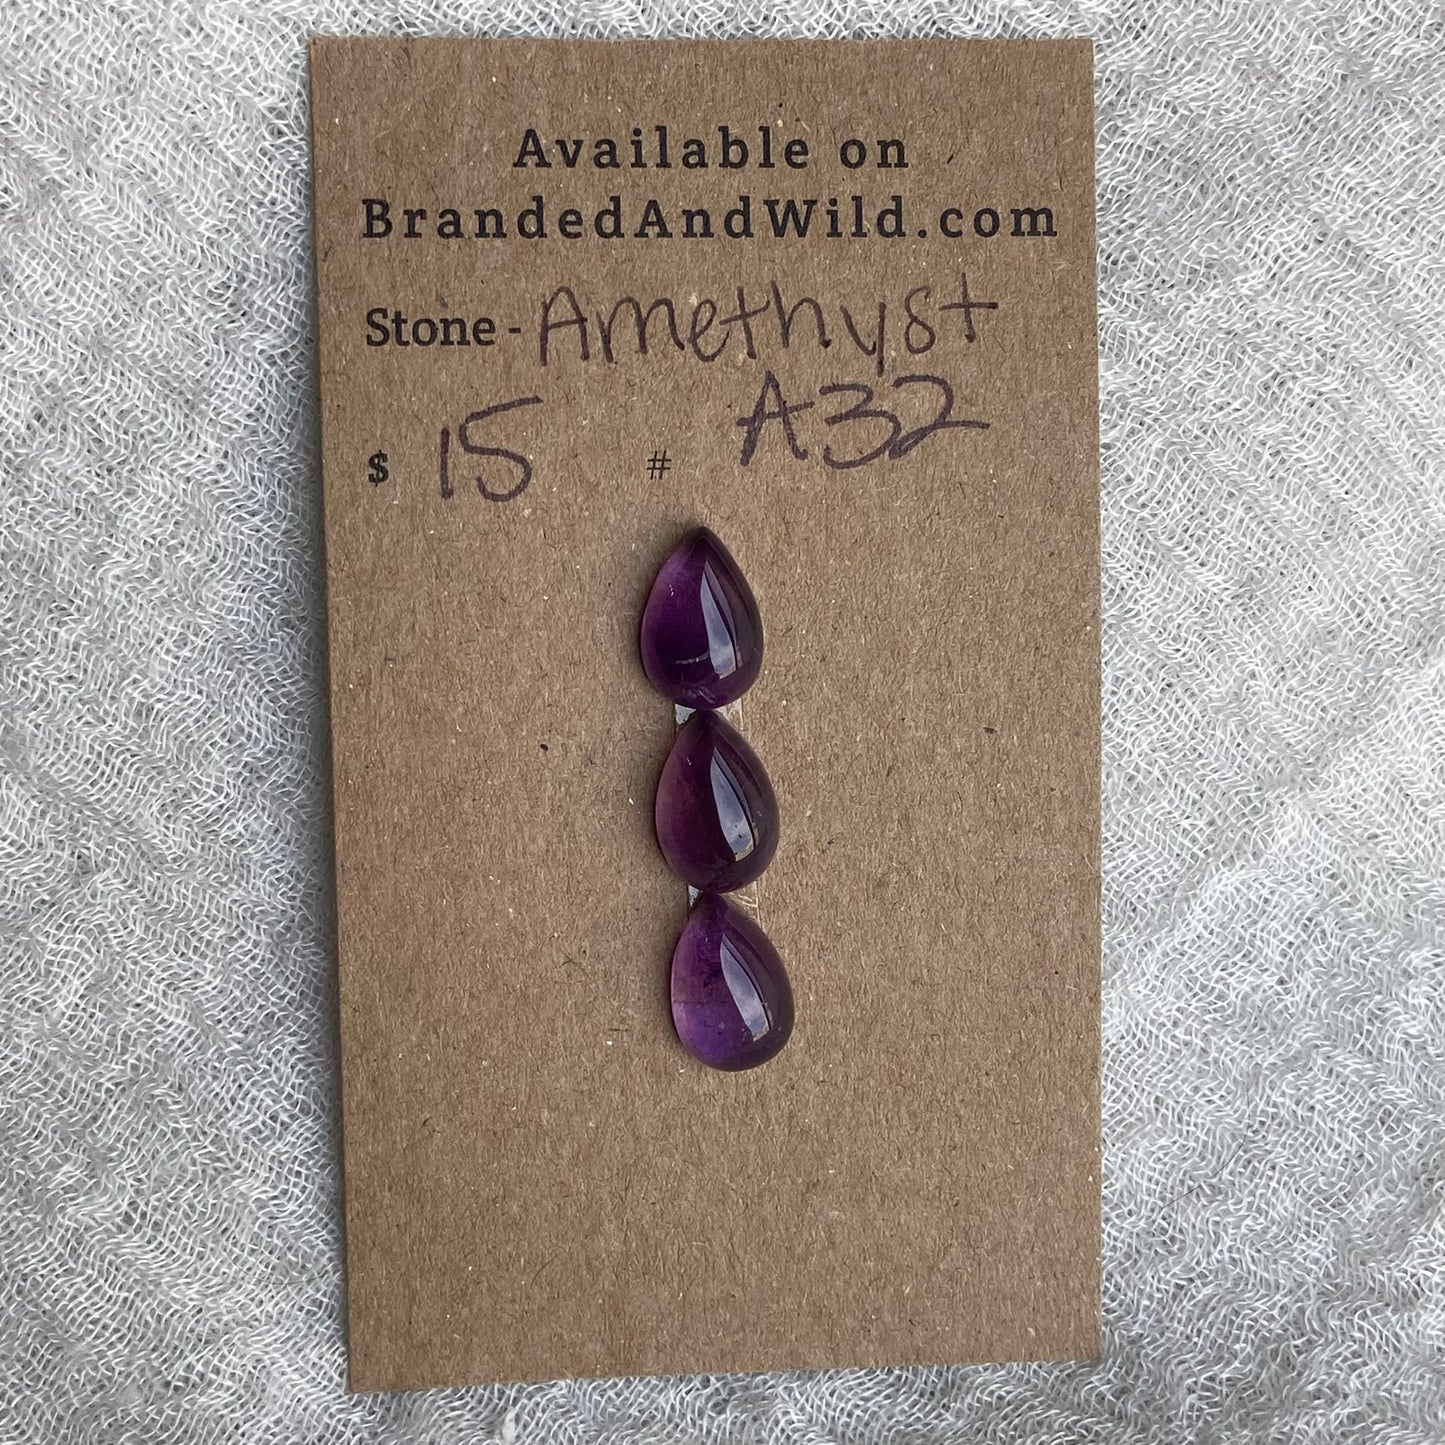 Available on
BrandedAndWild.com
Stone - Amethyst
$ 15 # A32